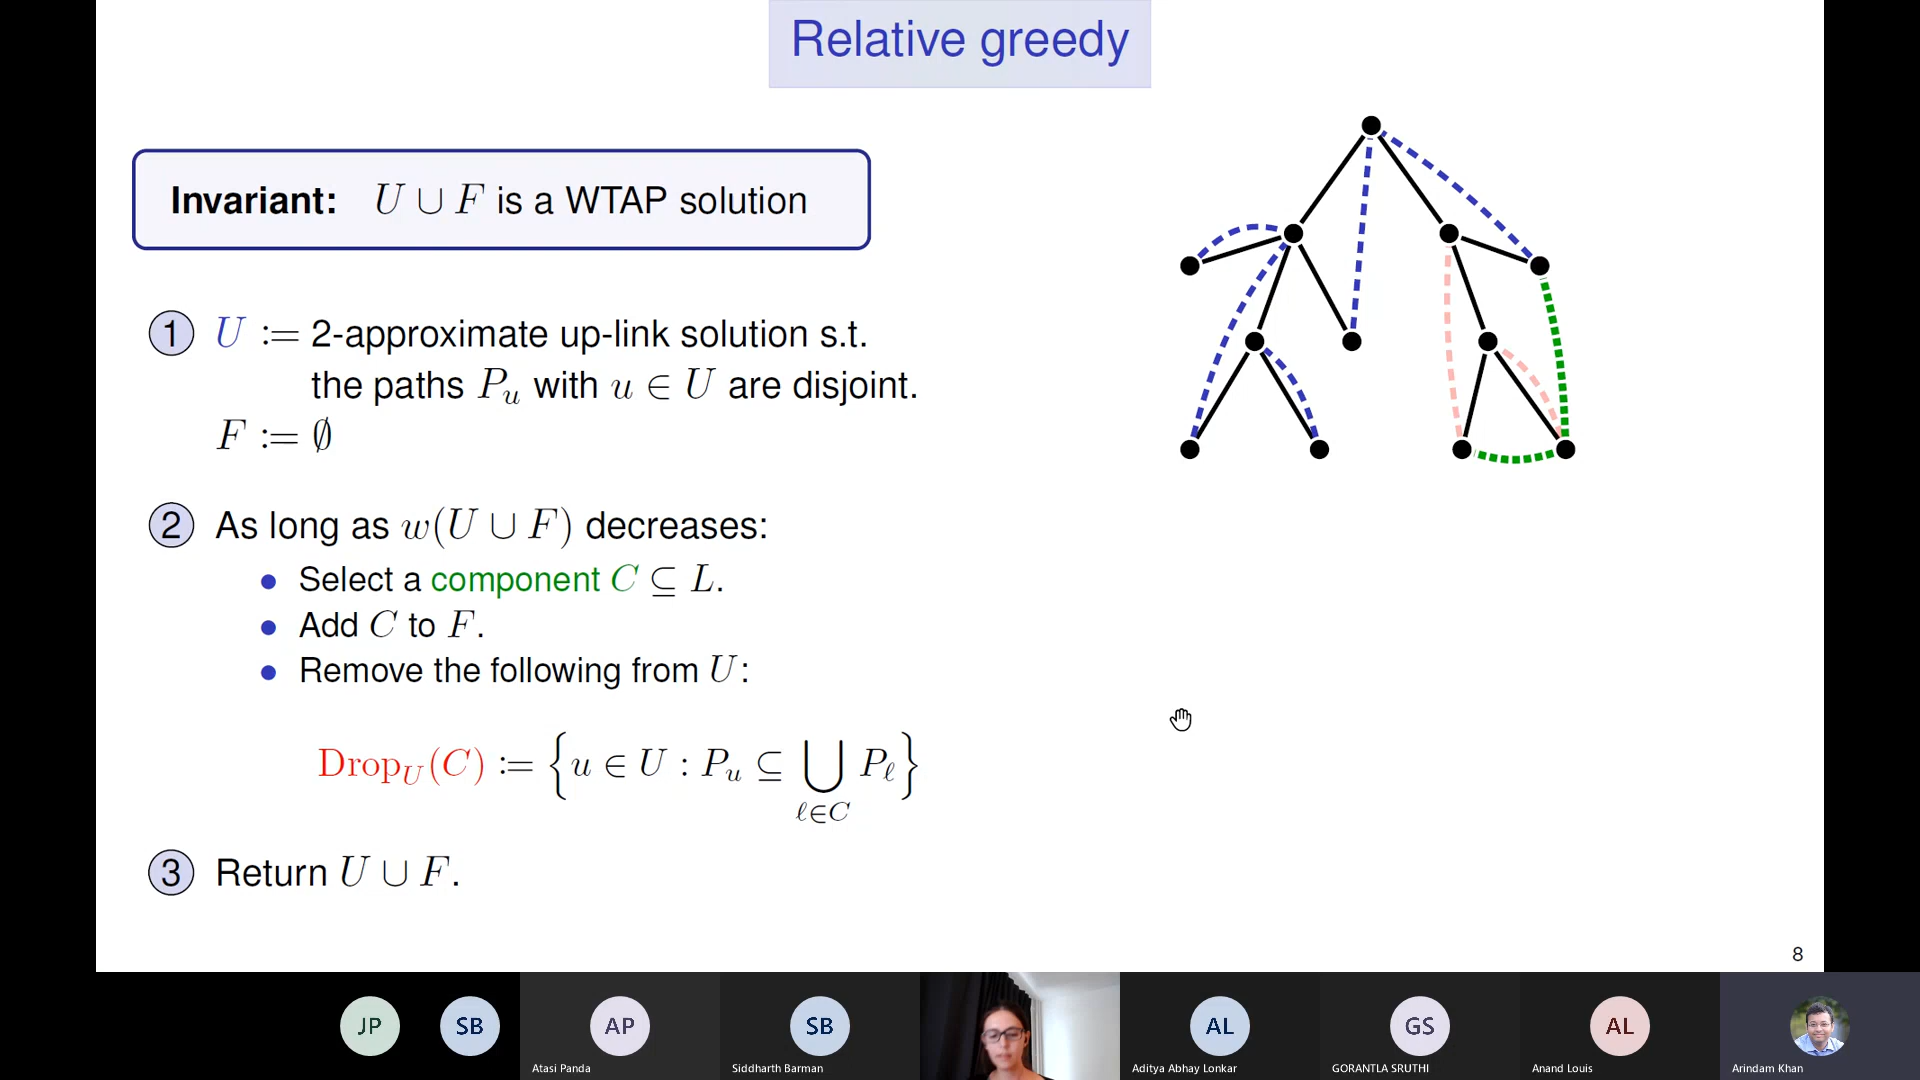 Relative greedy
Invariant: U ∪ F is a WTAP solution
1 U := 2-approximate up-link solution s.t.
the paths P_u with u ∈ U are disjoint.
F := ∅
2 As long as w(U ∪ F) decreases:
• Select a component C ⊆ L.
• Add C to F.
• Remove the following from U:
Drop_U(C) := {u ∈ U : P_u ⊆ ⋃_{ℓ∈C} P_ℓ}
3 Return U ∪ F.
8
JP
SB
AP
SB
AL
GS
AL
Atasi Panda
Siddharth Barman
Aditya Abhay Lonkar
GORANTLA SRUTHI
Anand Louis
Arindam Khan